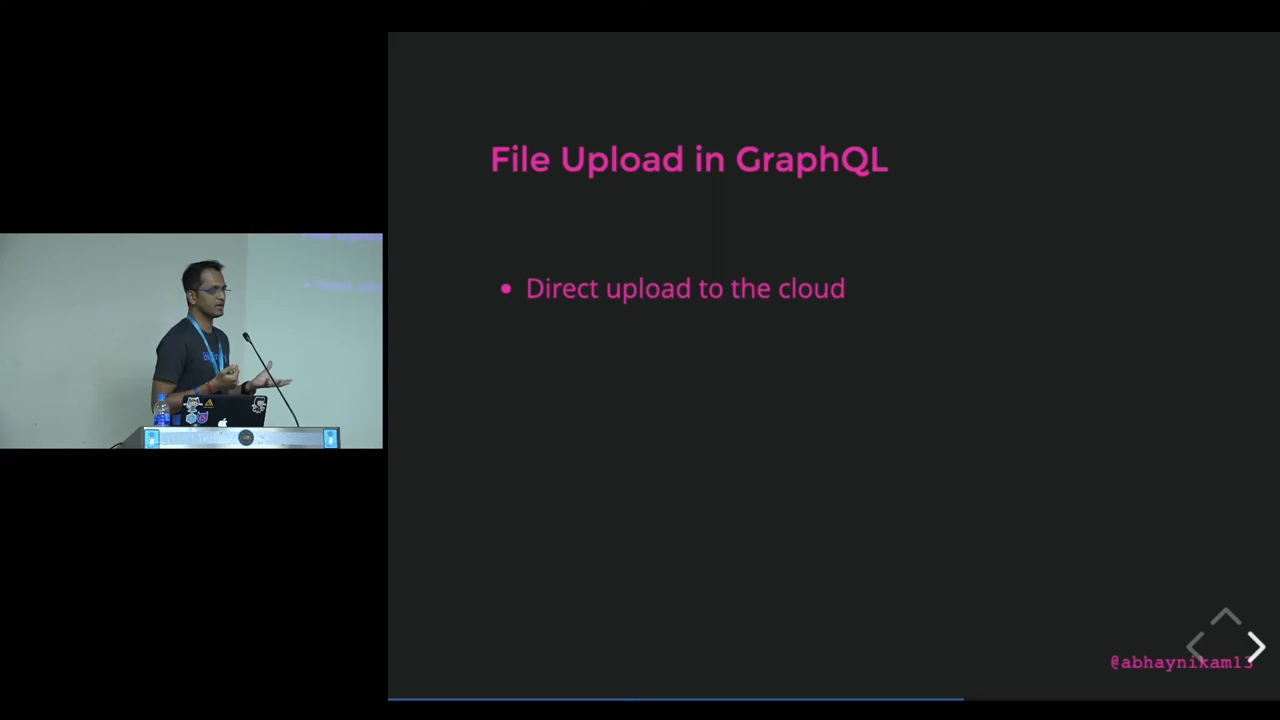 File Upload in GraphQL
• Direct upload to the cloud
@abhaynikam13